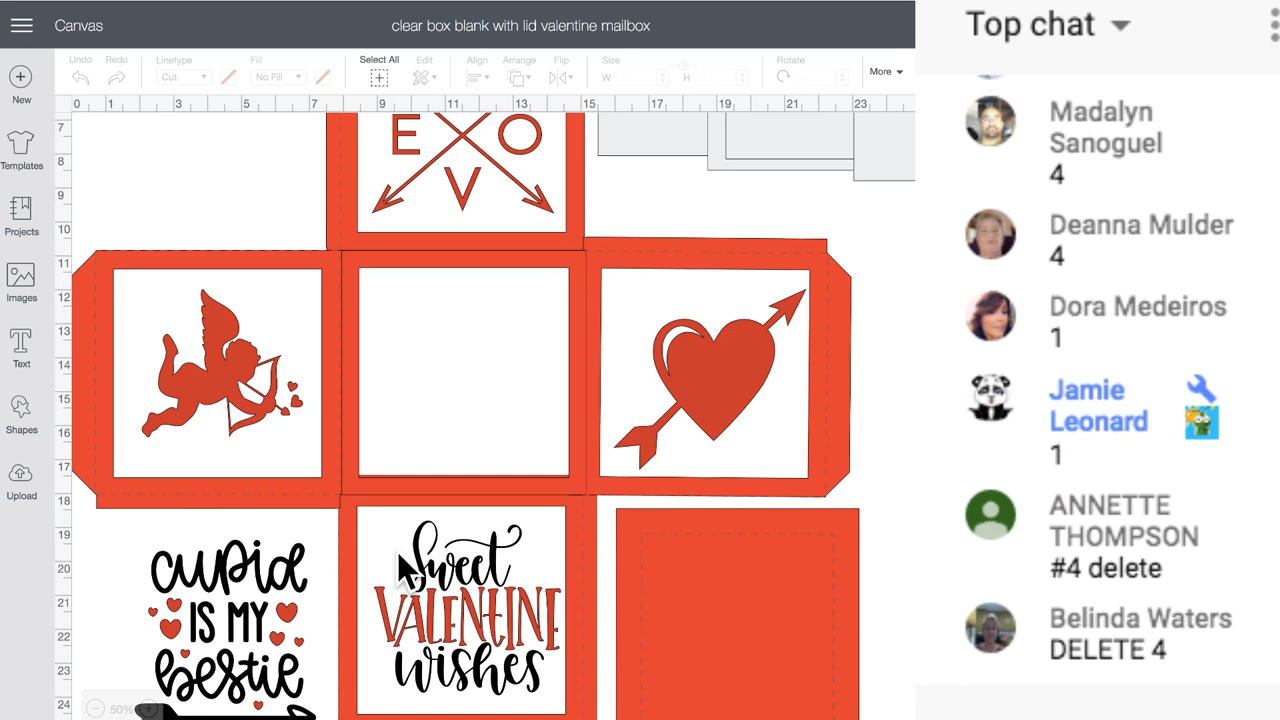 Canvas
clear box blank with lid valentine mailbox
Undo Redo Linetype Fill Select All Edit Align Arrange Flip Size Rotate
Cut No Fill W H More
New
Templates
Projects
Images
Text
Shapes
Upload
0 1 3 5 7 9 11 13 15 17 19 21 23
7
8
9
10
11
12
13
14
15
16
17
18
19
20
21
22
23
24
E O
V
cupid
IS MY
bestie
Sweet
VALENTINE
wishes
50%
Top chat
Madalyn
Sanoguel
4
Deanna Mulder
4
Dora Medeiros
1
Jamie
Leonard
1
ANNETTE
THOMPSON
#4 delete
Belinda Waters
DELETE 4